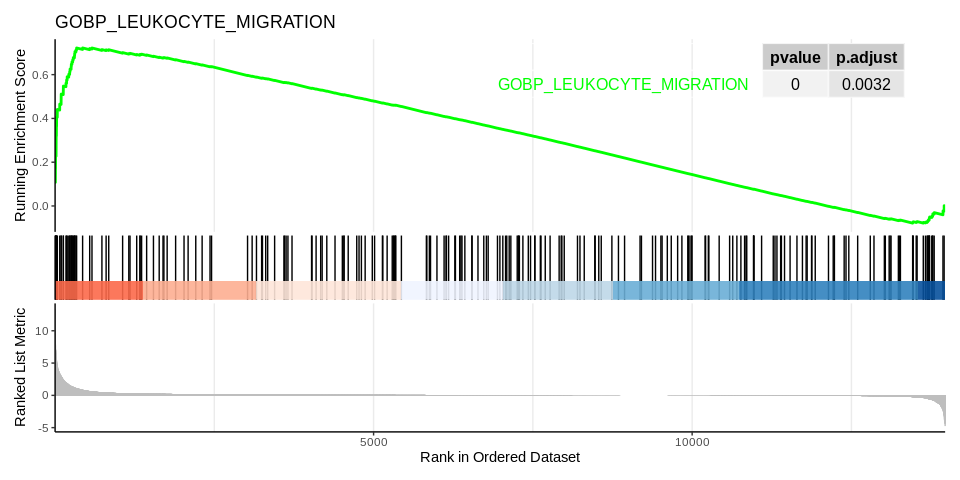 GOBP_LEUKOCYTE_MIGRATION
Running Enrichment Score
0.6
0.4
0.2
0.0
GOBP_LEUKOCYTE_MIGRATION
pvalue p.adjust
0 0.0032
Ranked List Metric
10
5
0
-5
5000 10000
Rank in Ordered Dataset